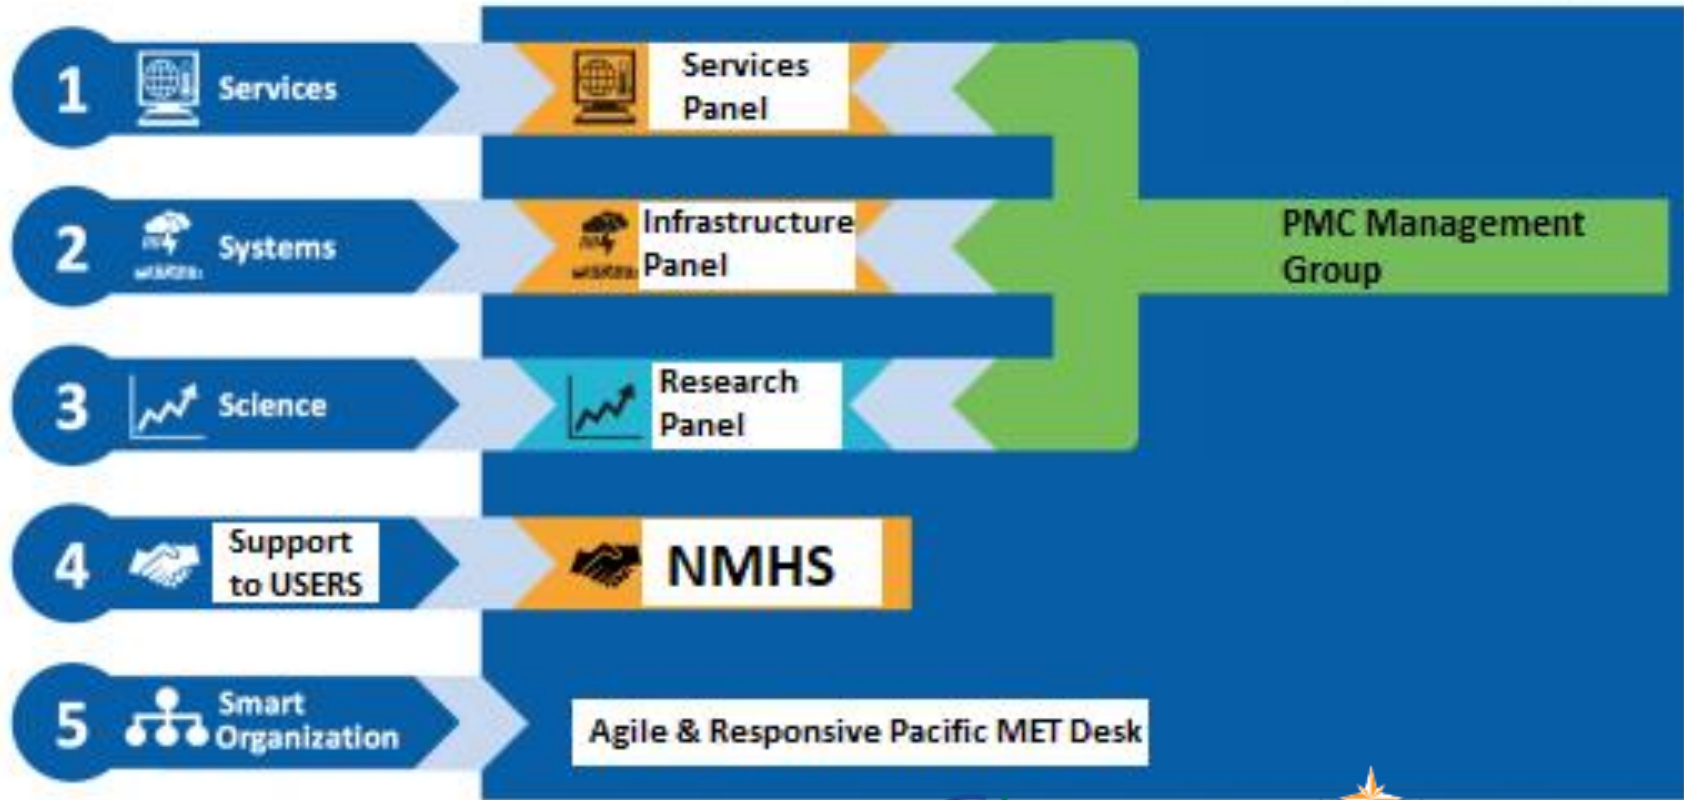 1
Services
Services
Panel
2
Systems
Infrastructure
Panel
PMC Management
Group
3
Science
Research
Panel
4
Support
to USERS
NMHS
5
Smart
Organization
Agile & Responsive Pacific MET Desk